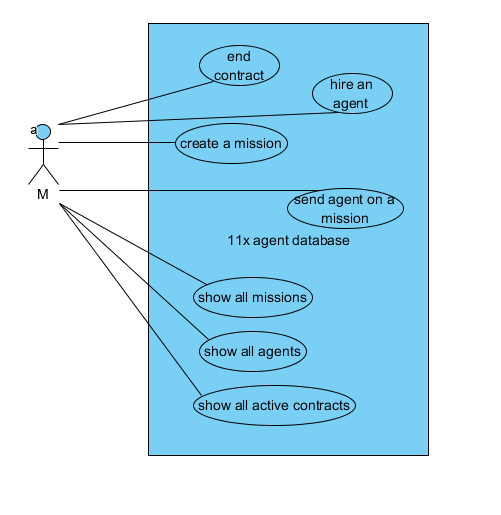 end
contract
hire an
agent
a
create a mission
M
send agent on a
mission
11x agent database
show all missions
show all agents
show all active contracts